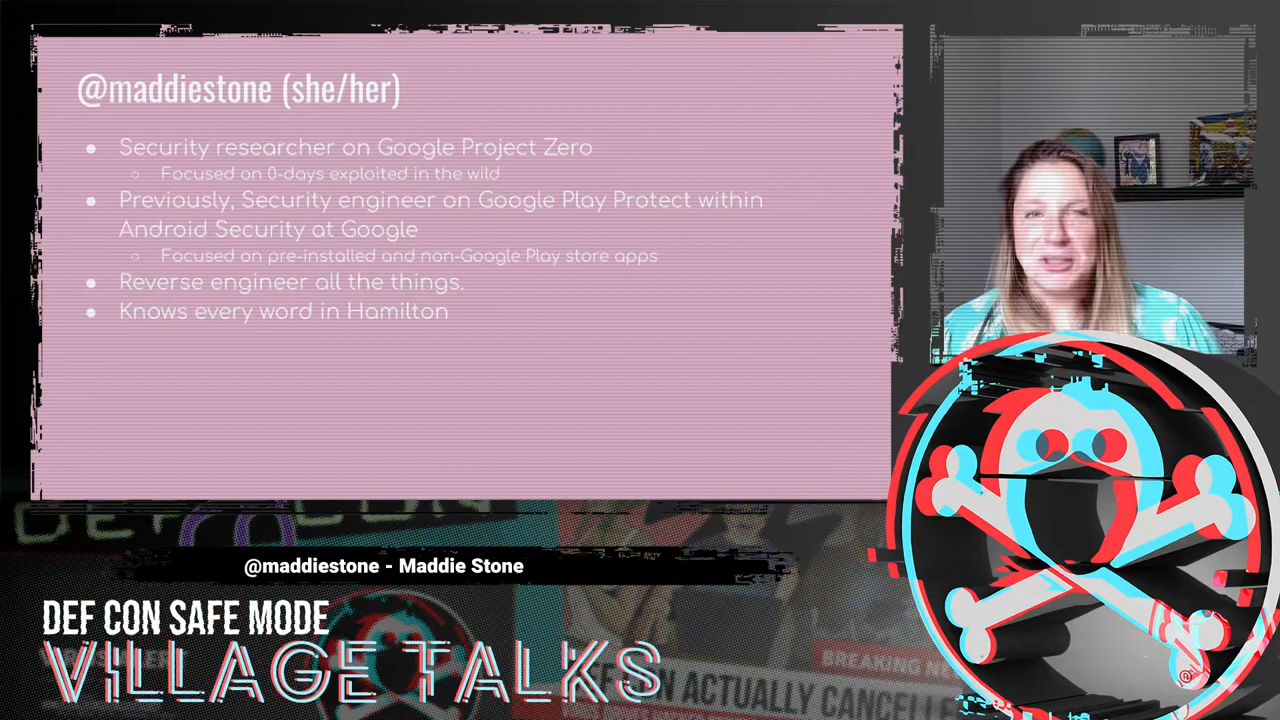 @maddiestone (she/her)
● Security researcher on Google Project Zero
○ Focused on 0-days exploited in the wild
● Previously, Security engineer on Google Play Protect within
Android Security at Google
○ Focused on pre-installed and non-Google Play store apps
● Reverse engineer all the things.
● Knows every word in Hamilton
DEF CON
@maddiestone - Maddie Stone
DEF CON SAFE MODE
VILLAGE TALKS
BREAKING
CON ACTUALLY
®